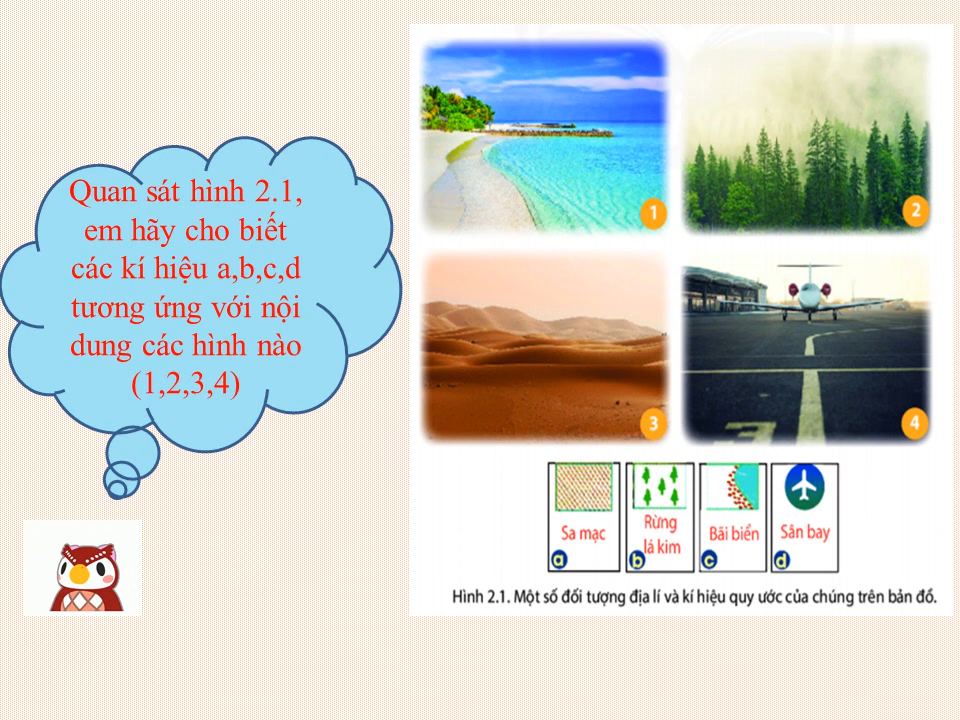 Quan sát hình 2.1,
em hãy cho biết
các kí hiệu a,b,c,d
tương ứng với nội
dung các hình nào
(1,2,3,4)
1
2
3
4
Sa mạc
a
Rừng
lá kim
b
Bãi biển
c
Sân bay
d
Hình 2.1. Một số đối tượng địa lí và kí hiệu quy ước của chúng trên bản đồ.